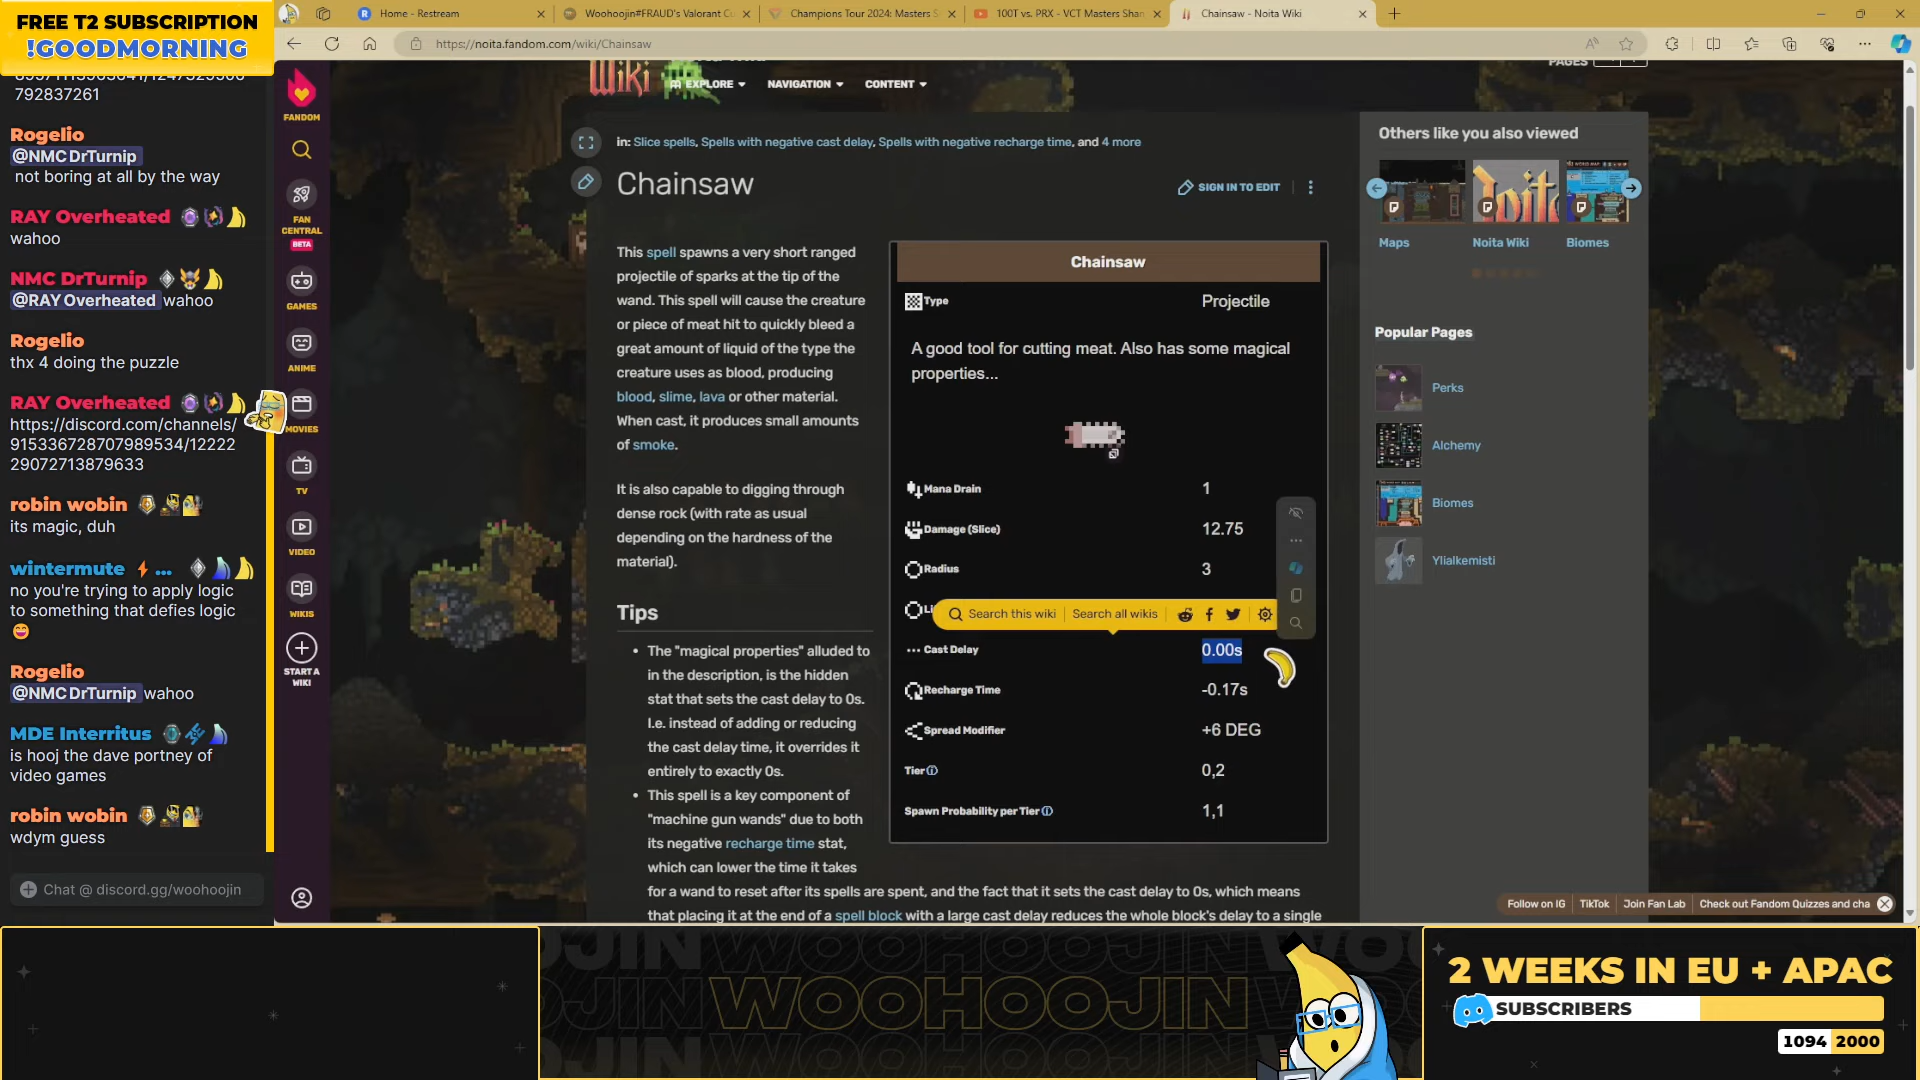 FREE T2 SUBSCRIPTION
!GOODMORNING
792837261
Rogelio
@NMC DrTurnip
not boring at all by the way
RAY Overheated
wahoo
NMC DrTurnip
@RAY Overheated wahoo
Rogelio
thx 4 doing the puzzle
RAY Overheated
https://discord.com/channels/
915336728707989534/12222
29072713879633
robin wobin
its magic, duh
wintermute ...
no you're trying to apply logic
to something that defies logic
Rogelio
@NMC DrTurnip wahoo
MDE Interritus
is hooj the dave portney of
video games
robin wobin
wdym guess
Chat @ discord.gg/woohoojin
Home - Restream
Woohoojin#FRAUD's Valorant Cu
Champions Tour 2024: Masters S
100T vs. PRX - VCT Masters Shan
Chainsaw - Noita Wiki
https://noita.fandom.com/wiki/Chainsaw
FANDOM
FAN
CENTRAL
BETA
GAMES
ANIME
MOVIES
TV
VIDEO
WIKIS
START A
WIKI
Wiki
EXPLORE
NAVIGATION
CONTENT
PAGES
in: Slice spells, Spells with negative cast delay, Spells with negative recharge time, and 4 more
Chainsaw
SIGN IN TO EDIT
This spell spawns a very short ranged
projectile of sparks at the tip of the
wand. This spell will cause the creature
or piece of meat hit to quickly bleed a
great amount of liquid of the type the
creature uses as blood, producing
blood, slime, lava or other material.
When cast, it produces small amounts
of smoke.
It is also capable to digging through
dense rock (with rate as usual
depending on the hardness of the
material).
Tips
• The "magical properties" alluded to
in the description, is the hidden
stat that sets the cast delay to 0s.
I.e. instead of adding or reducing
the cast delay time, it overrides it
entirely to exactly 0s.
• This spell is a key component of
"machine gun wands" due to both
its negative recharge time stat,
which can lower the time it takes
for a wand to reset after its spells are spent, and the fact that it sets the cast delay to 0s, which means
that placing it at the end of a spell block with a large cast delay reduces the whole block's delay to a single
Chainsaw
Type Projectile
A good tool for cutting meat. Also has some magical
properties...
Mana Drain 1
Damage (Slice) 12.75
Radius 3
Li
Search this wiki Search all wikis
Cast Delay 0.00s
Recharge Time -0.17s
Spread Modifier +6 DEG
Tier 0,2
Spawn Probability per Tier 1,1
Others like you also viewed
Noita
Maps
Noita Wiki
Biomes
Popular Pages
Perks
Alchemy
Biomes
Ylialkemisti
Follow on IG TikTok Join Fan Lab Check out Fandom Quizzes and cha
WOOHOOJIN
2 WEEKS IN EU + APAC
SUBSCRIBERS
1094 2000